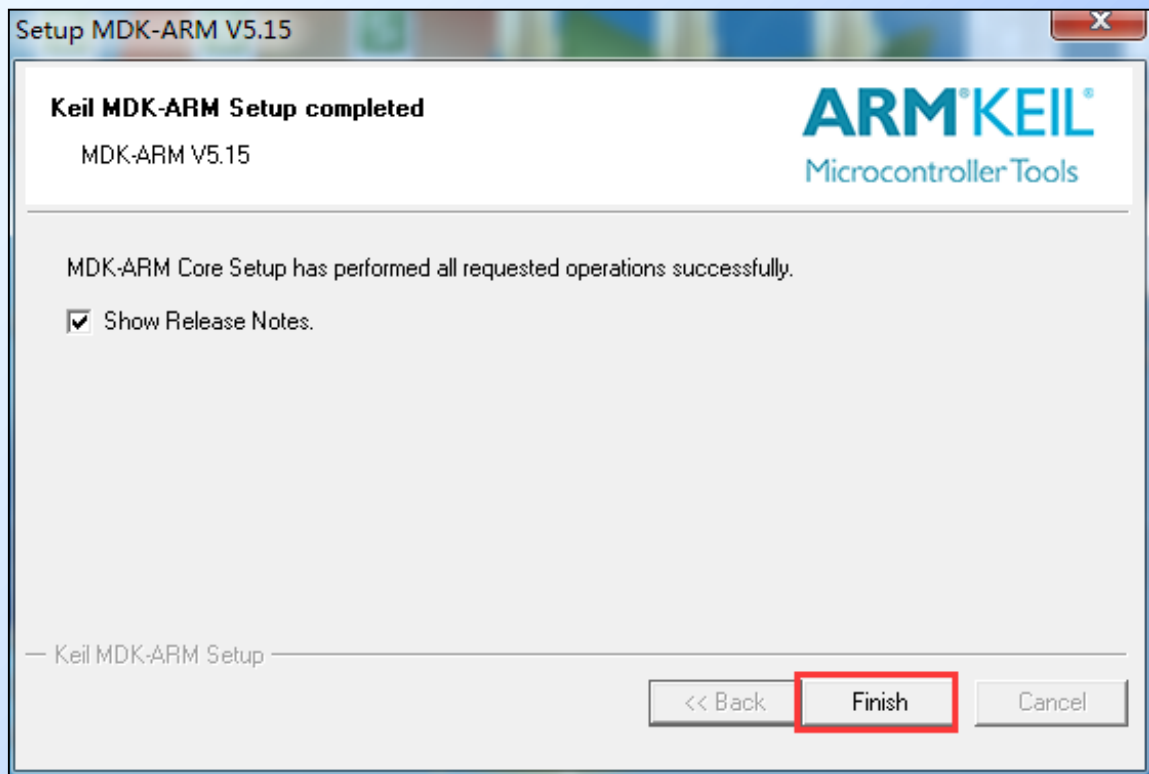 Setup MDK-ARM V5.15
Keil MDK-ARM Setup completed
MDK-ARM V5.15
ARM® KEIL®
Microcontroller Tools
MDK-ARM Core Setup has performed all requested operations successfully.
Show Release Notes.
Keil MDK-ARM Setup
<< Back
Finish
Cancel